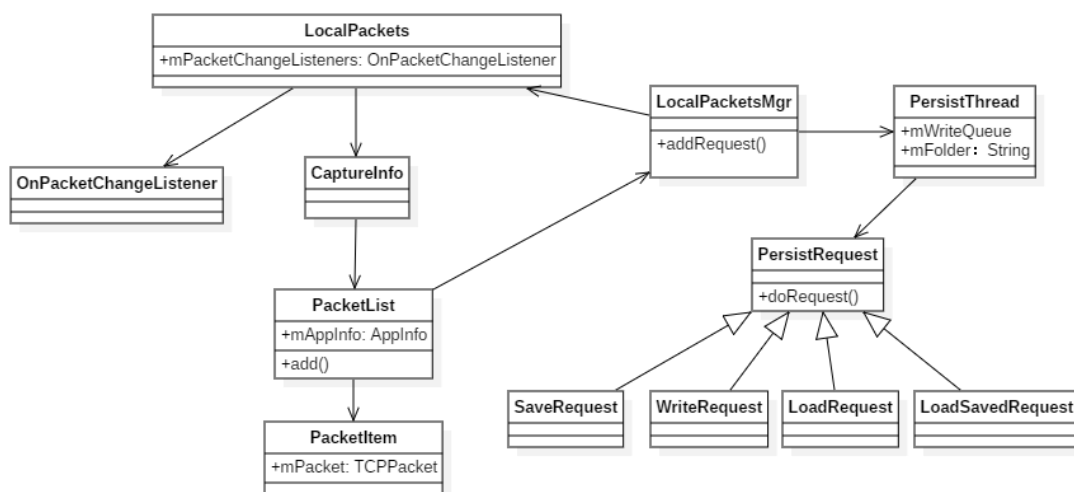 LocalPackets
+mPacketChangeListeners: OnPacketChangeListener
LocalPacketsMgr
+addRequest()
PersistThread
+mWriteQueue
+mFolder：String
OnPacketChangeListener
CaptureInfo
PersistRequest
+doRequest()
PacketList
+mAppInfo: AppInfo
+add()
SaveRequest
WriteRequest
LoadRequest
LoadSavedRequest
PacketItem
+mPacket: TCPPacket